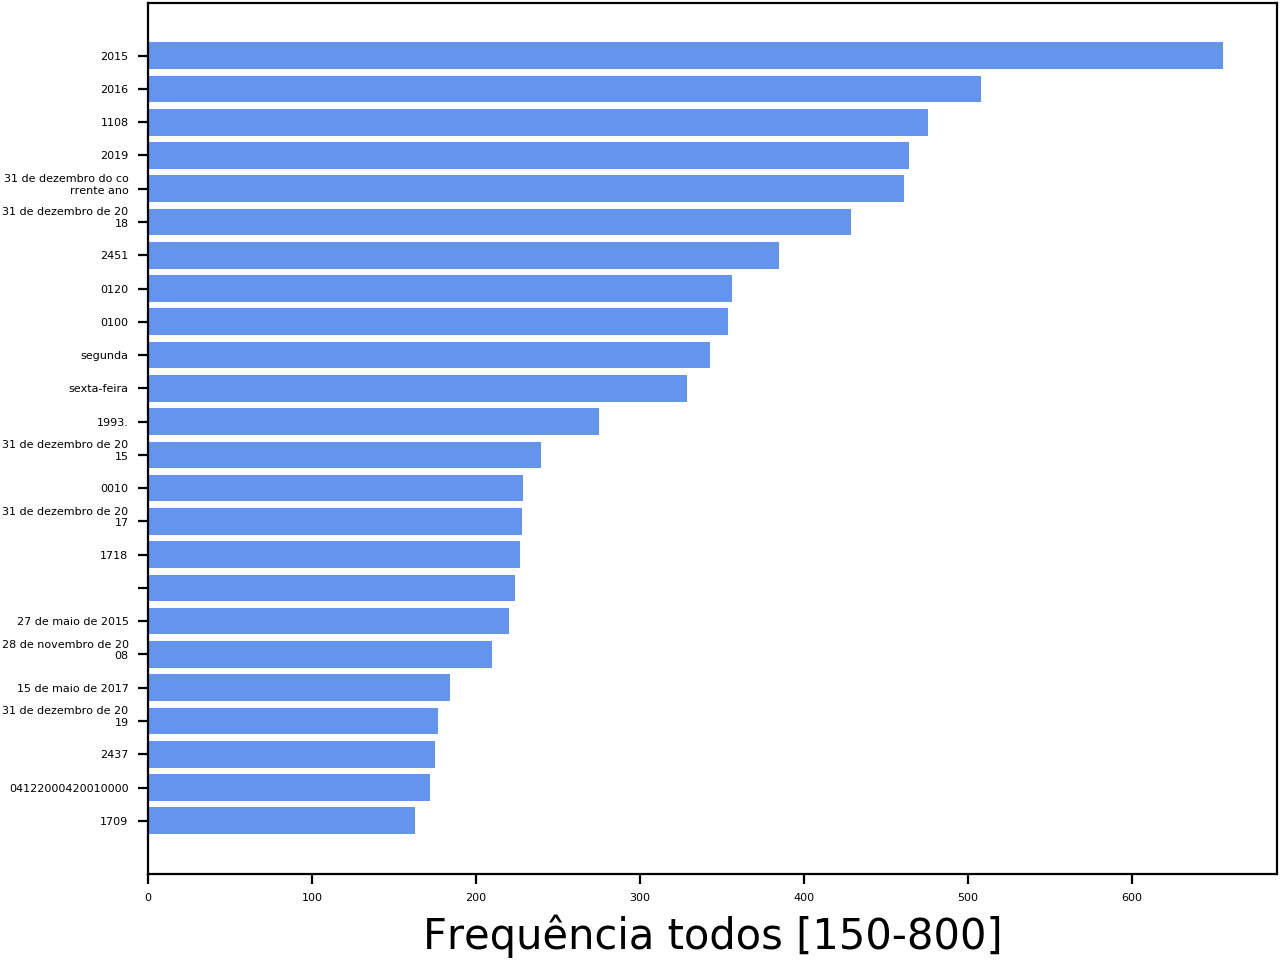 2015
2016
1108
2019
31 de dezembro do co
rrente ano
31 de dezembro de 20
18
2451
0120
0100
segunda
sexta-feira
1993.
31 de dezembro de 20
15
0010
31 de dezembro de 20
17
1718
27 de maio de 2015
28 de novembro de 20
08
15 de maio de 2017
31 de dezembro de 20
19
2437
04122000420010000
1709
0 100 200 300 400 500 600
Frequência todos [150-800]